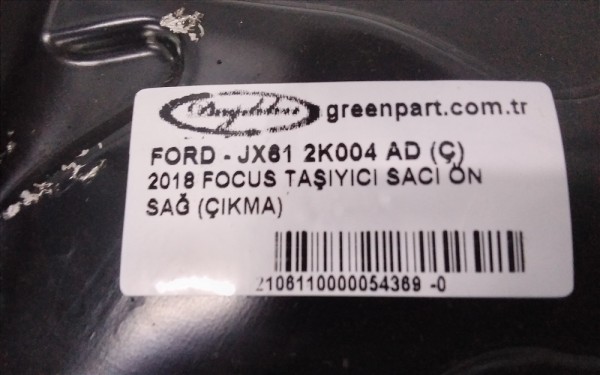 greenpart.com.tr
FORD - JX61 2K004 AD (Ç)
2018 FOCUS TAŞIYICI SACI ÖN
SAĞ (ÇIKMA)
2106110000054369 -0